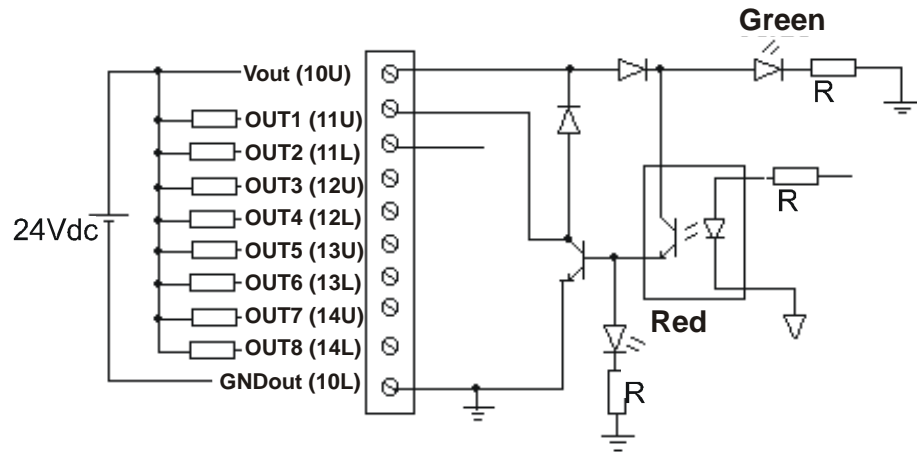 Green
Vout (10U)
R
OUT1 (11U)
OUT2 (11L)
OUT3 (12U)
R
OUT4 (12L)
24Vdc
OUT5 (13U)
OUT6 (13L)
OUT7 (14U)
Red
OUT8 (14L)
GNDout (10L)
R